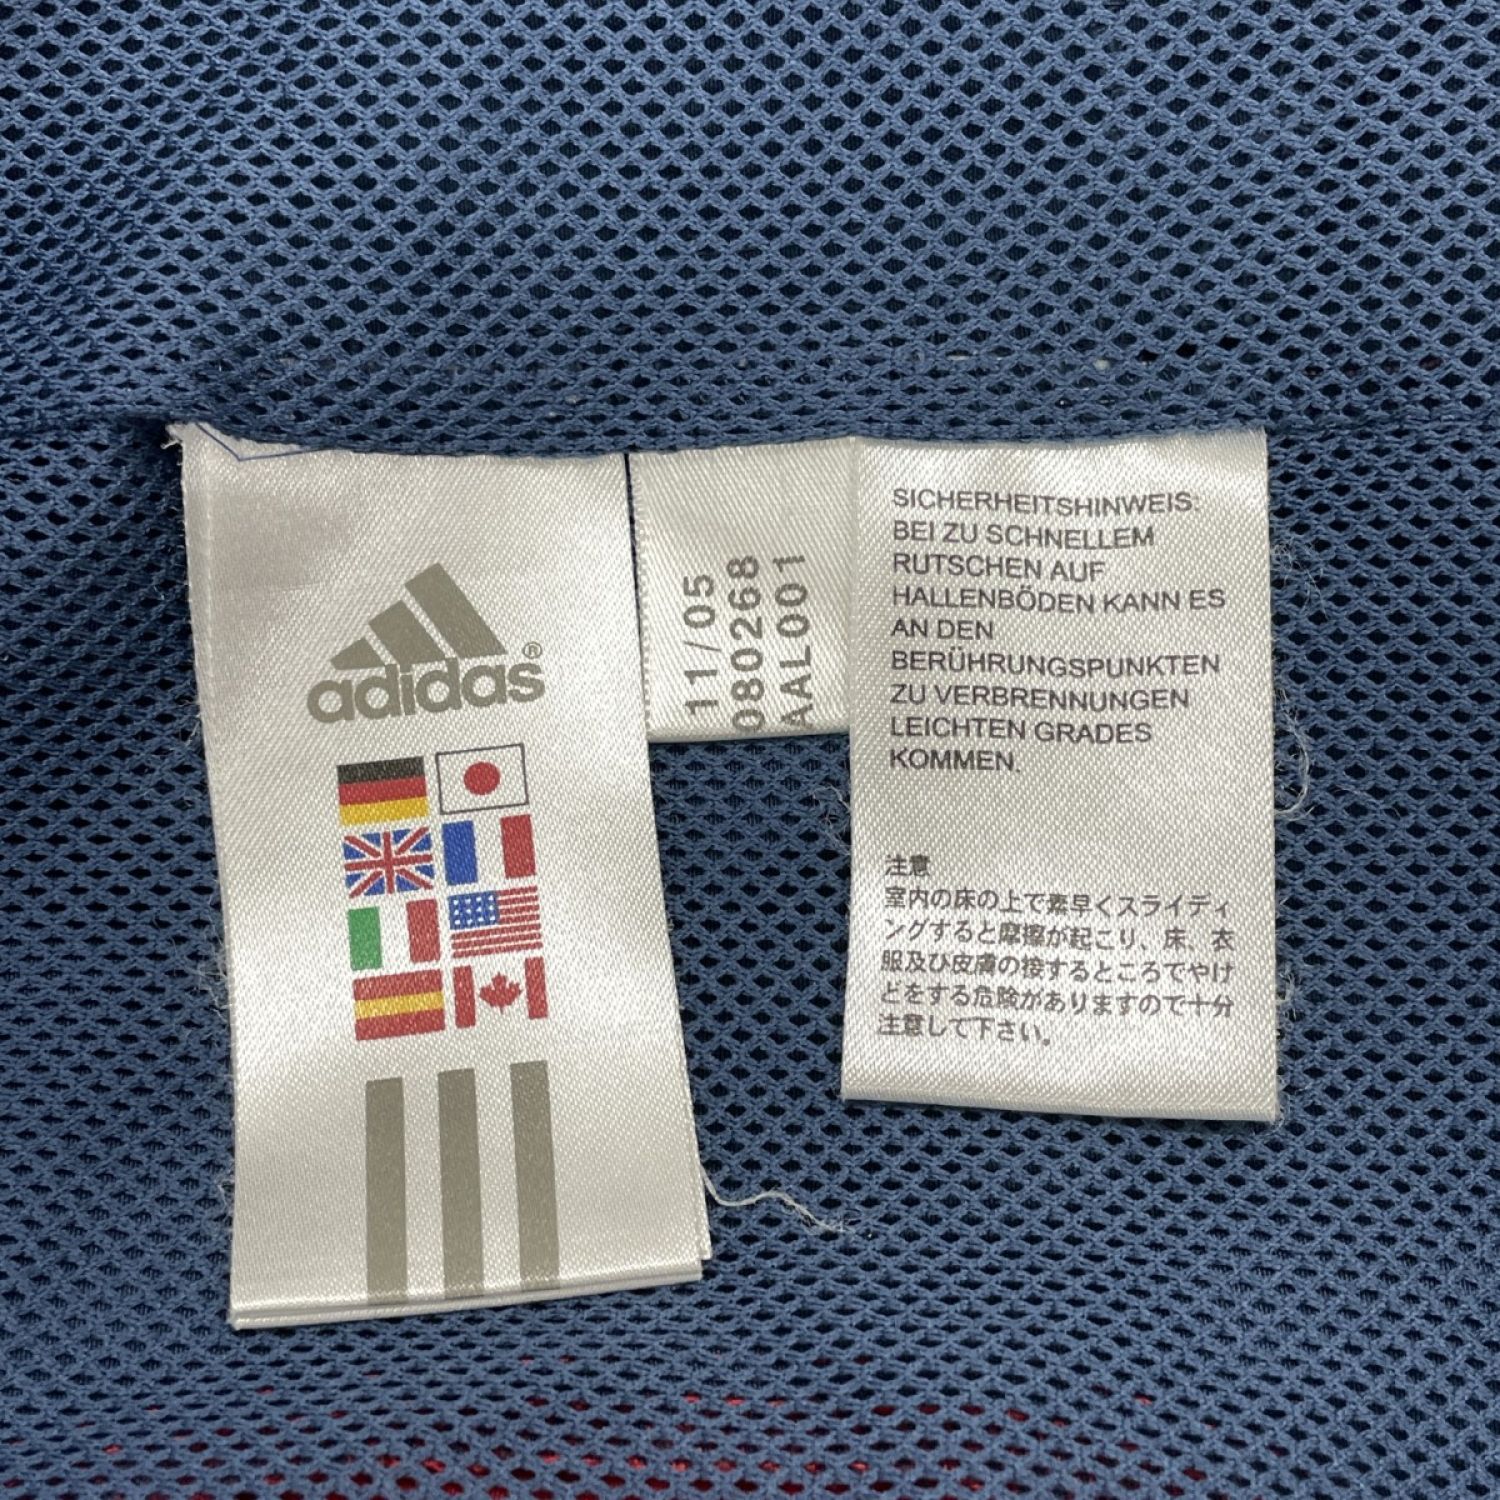 adidas®
11/05
080268
AAL001
SICHERHEITSHINWEIS:
BEI ZU SCHNELLEM
RUTSCHEN AUF
HALLENBÖDEN KANN ES
AN DEN
BERÜHRUNGSPUNKTEN
ZU VERBRENNUNGEN
LEICHTEN GRADES
KOMMEN.
注意
室内の床の上で素早くスライディ
ングすると摩擦が起こり、床、衣
服及び皮膚の接するところでやけ
どをする危険がありますので十分
注意して下さい。